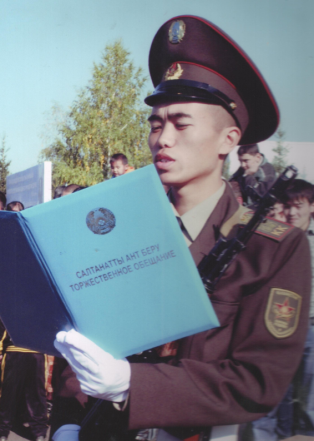 САЛТАНАТТЫ АНТ БЕРУ
ТОРЖЕСТВЕННОЕ ОБЕЩАНИЕ